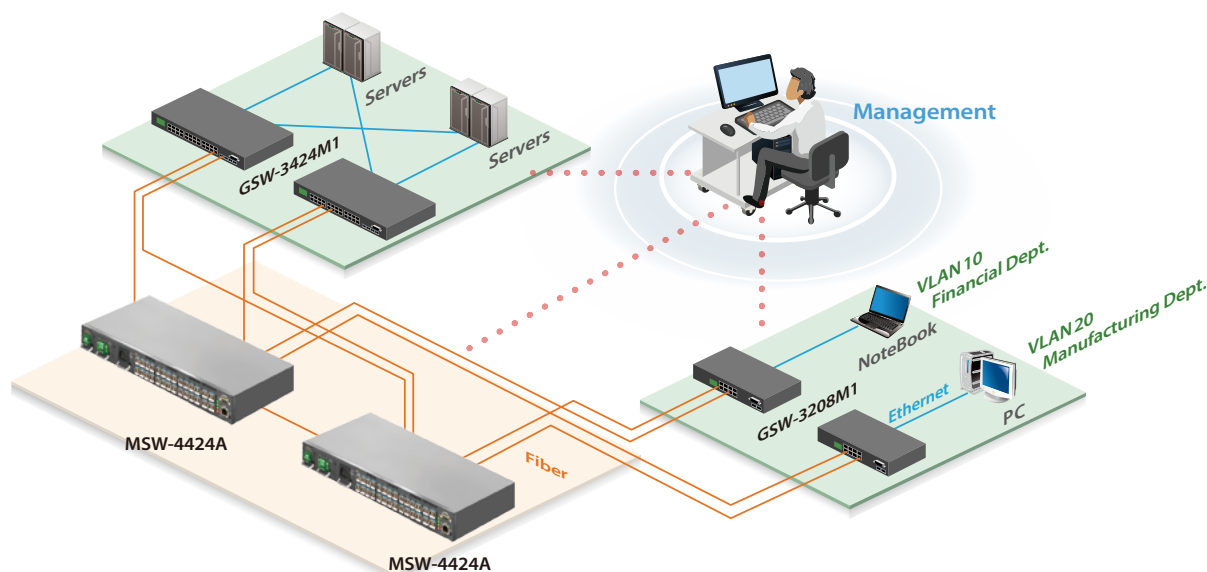 Servers
Servers
GSW-3424M1
Management
VLAN 10
Financial Dept.
VLAN 20
Manufacturing Dept.
NoteBook
GSW-3208M1
Ethernet
PC
MSW-4424A
Fiber
MSW-4424A